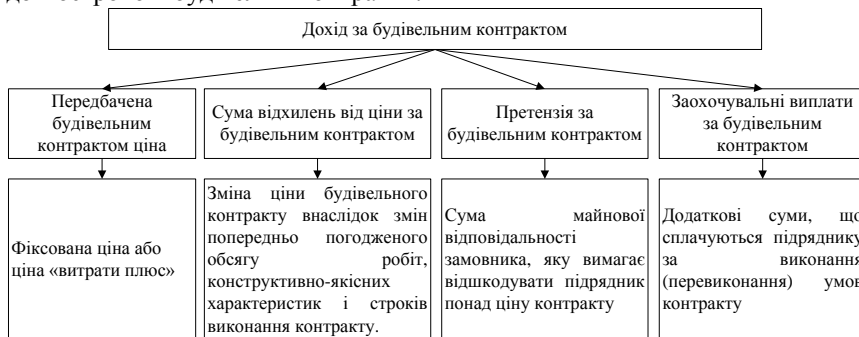 Дохід за будівельним контрактом
Передбачена
будівельним
контрактом ціна
Сума відхилень від ціни за
будівельним контрактом
Претензія за
будівельним контрактом
Заохочувальні виплати
за будівельним
контрактом
Фіксована ціна або
ціна «витрати плюс»
Зміна ціни будівельного
контракту внаслідок змін
попередньо погодженого
обсягу робіт,
конструктивно-якісних
характеристик і строків
виконання контракту.
Сума майнової
відповідальності
замовника, яку вимагає
відшкодувати підрядник
понад ціну контракту
Додаткові суми, що
сплачуються підряднику
за виконання
(перевиконання) умов
контракту